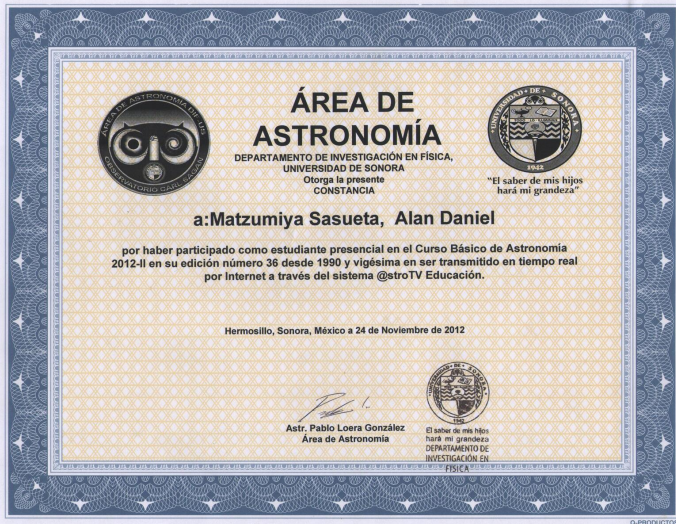 ÁREA DE ASTRONOMÍA DIF US
OBSERVATORIO CARL SAGAN
ÁREA DE
ASTRONOMÍA
DEPARTAMENTO DE INVESTIGACIÓN EN FÍSICA,
UNIVERSIDAD DE SONORA
Otorga la presente
CONSTANCIA
UNIVERSIDAD DE SONORA
TODO LO ILUMINAN
1942
"El saber de mis hijos
hará mi grandeza"
a:Matzumiya Sasueta, Alan Daniel
por haber participado como estudiante presencial en el Curso Básico de Astronomía
2012-II en su edición número 36 desde 1990 y vigésima en ser transmitido en tiempo real
por Internet a través del sistema @stroTV Educación.
Hermosillo, Sonora, México a 24 de Noviembre de 2012
Astr. Pablo Loera González
Área de Astronomía
UNIVERSIDAD DE SONORA
1942
El saber de mis hijos
hará mi grandeza
DEPARTAMENTO DE
INVESTIGACIÓN EN
FÍSICA